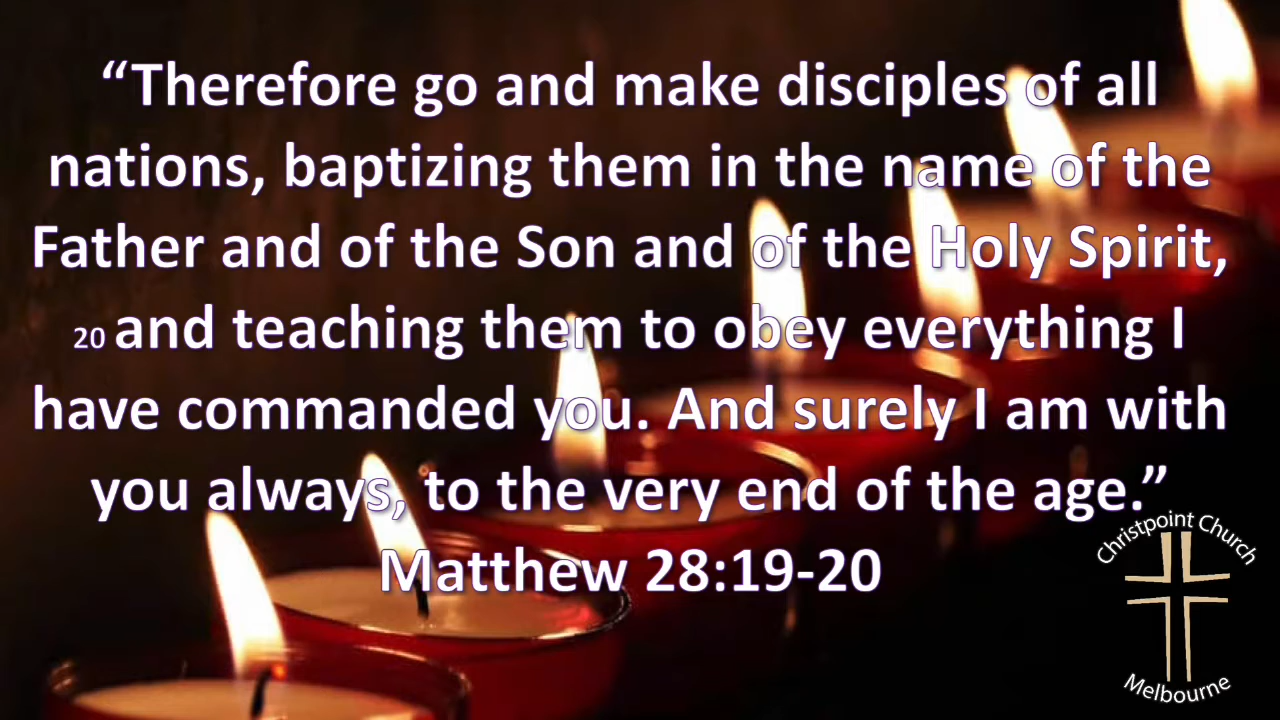 “Therefore go and make disciples of all
nations, baptizing them in the name of the
Father and of the Son and of the Holy Spirit,
20 and teaching them to obey everything I
have commanded you. And surely I am with
you always, to the very end of the age.”
Matthew 28:19-20
Christpoint Church
Melbourne